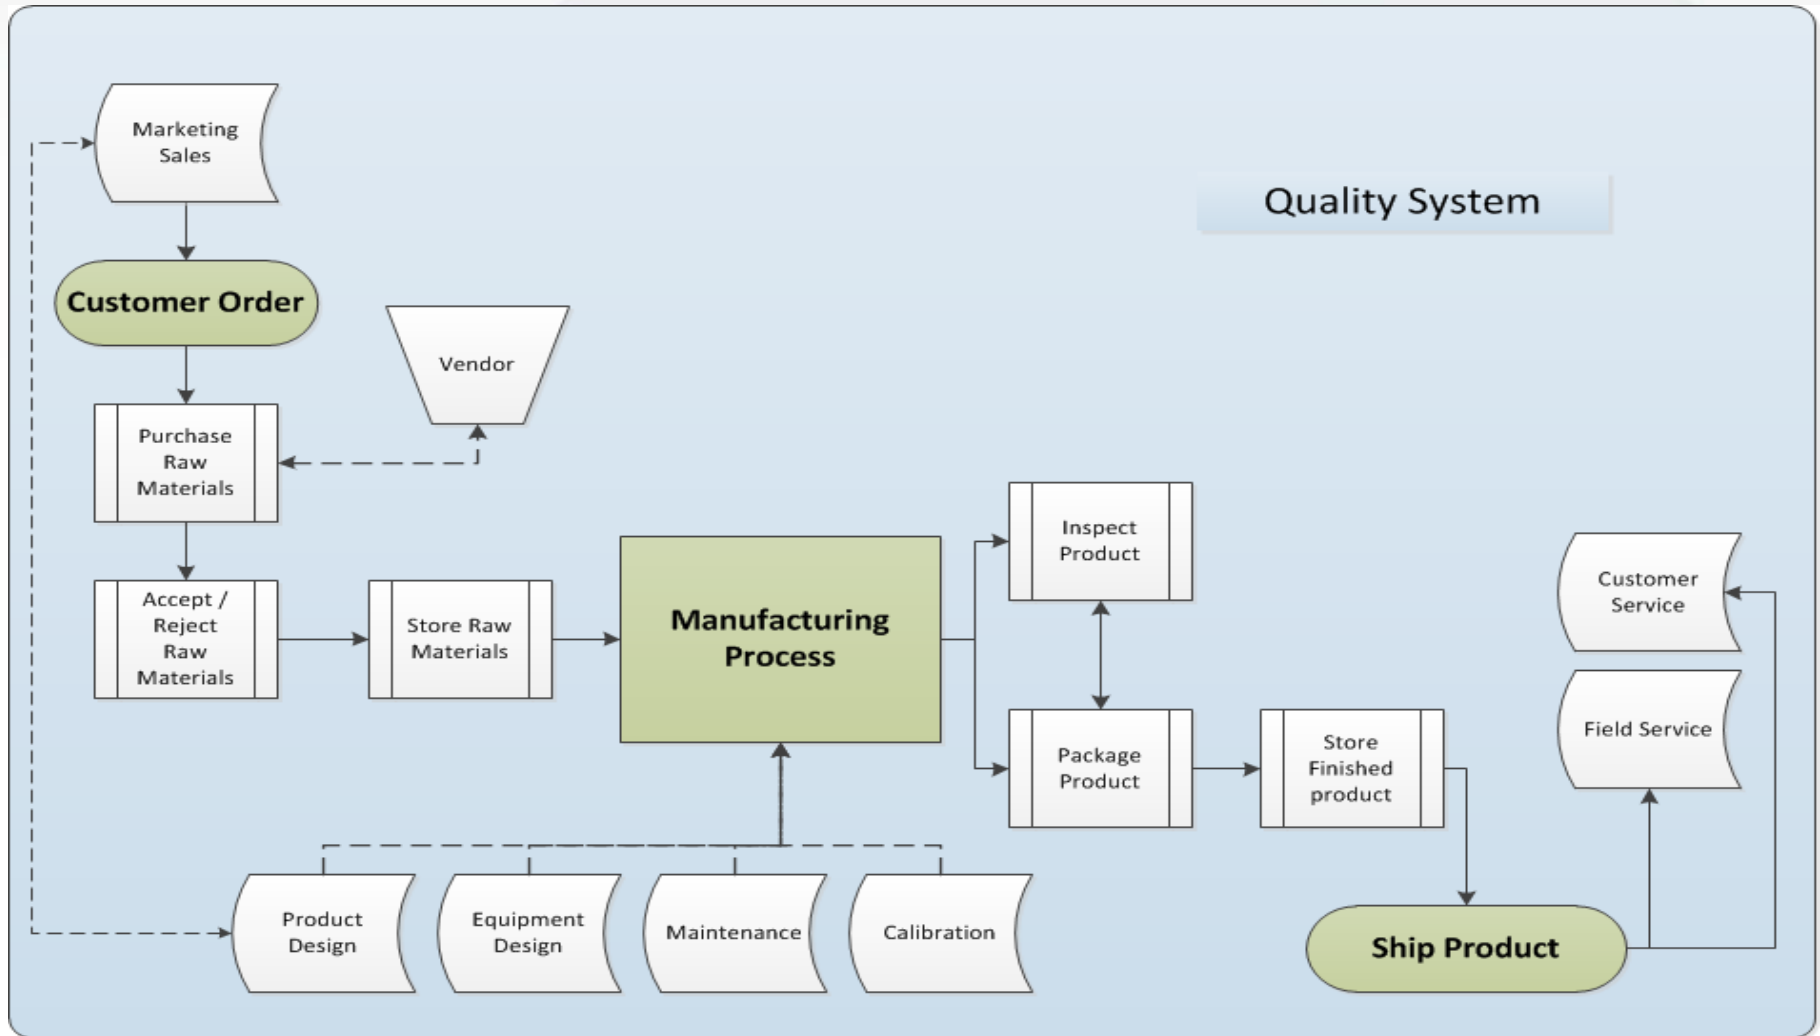 Marketing
Sales
Quality System
Customer Order
Vendor
Purchase
Raw
Materials
Accept /
Reject
Raw
Materials
Store Raw
Materials
Manufacturing
Process
Inspect
Product
Package
Product
Store
Finished
product
Customer
Service
Field Service
Product
Design
Equipment
Design
Maintenance
Calibration
Ship Product